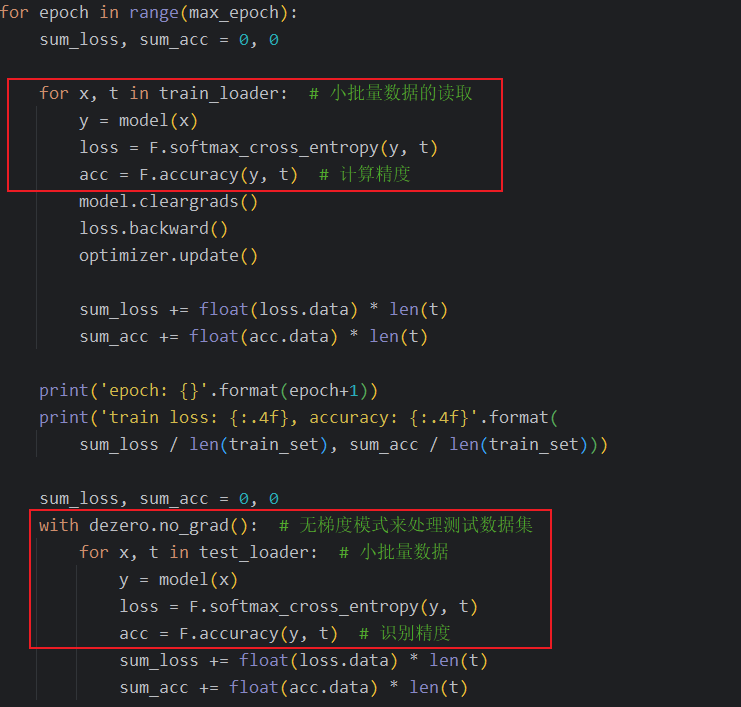 for epoch in range(max_epoch):
    sum_loss, sum_acc = 0, 0

    for x, t in train_loader:  # 小批量数据的读取
        y = model(x)
        loss = F.softmax_cross_entropy(y, t)
        acc = F.accuracy(y, t)  # 计算精度
        model.cleargrads()
        loss.backward()
        optimizer.update()

        sum_loss += float(loss.data) * len(t)
        sum_acc += float(acc.data) * len(t)

    print('epoch: {}'.format(epoch+1))
    print('train loss: {:.4f}, accuracy: {:.4f}'.format(
        sum_loss / len(train_set), sum_acc / len(train_set)))

    sum_loss, sum_acc = 0, 0
    with dezero.no_grad():  # 无梯度模式来处理测试数据集
        for x, t in test_loader:  # 小批量数据
            y = model(x)
            loss = F.softmax_cross_entropy(y, t)
            acc = F.accuracy(y, t)  # 识别精度
            sum_loss += float(loss.data) * len(t)
            sum_acc += float(acc.data) * len(t)